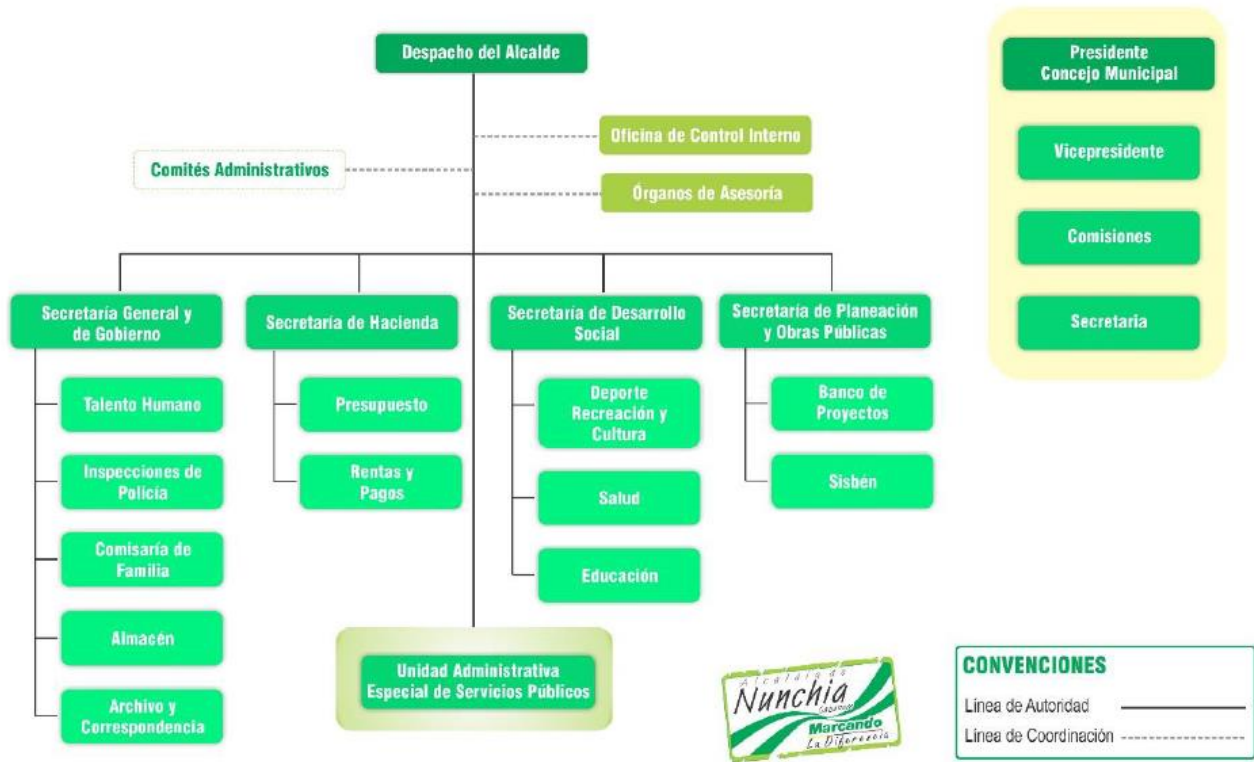 Despacho del Alcalde
Oficina de Control Interno
Comités Administrativos
Órganos de Asesoría
Secretaría General y
de Gobierno
Talento Humano
Inspecciones de
Policía
Comisaría de
Familia
Almacén
Archivo y
Correspondencia
Secretaría de Hacienda
Presupuesto
Rentas y
Pagos
Secretaría de Desarrollo
Social
Deporte
Recreación y
Cultura
Salud
Educación
Secretaría de Planeación
y Obras Públicas
Banco de
Proyectos
Sisbén
Unidad Administrativa
Especial de Servicios Públicos
Presidente
Concejo Municipal
Vicepresidente
Comisiones
Secretaria
Alcaldía de
Nunchia
Marcando
La Diferencia
CONVENCIONES
Línea de Autoridad
Línea de Coordinación